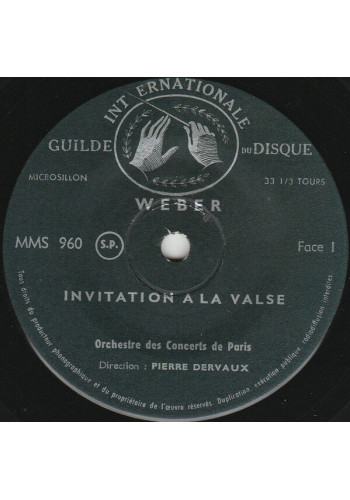 INTERNATIONALE
GUILDE DU DISQUE
MICROSILLON
33 1/3 TOURS
WEBER
MMS 960
S.P.
Face 1
INVITATION A LA VALSE
Orchestre des Concerts de Paris
Direction : PIERRE DERVAUX
Tous droits du producteur phonographique et du propriétaire de l'œuvre réservés. Duplication, exécution publique, radiodiffusion interdites.